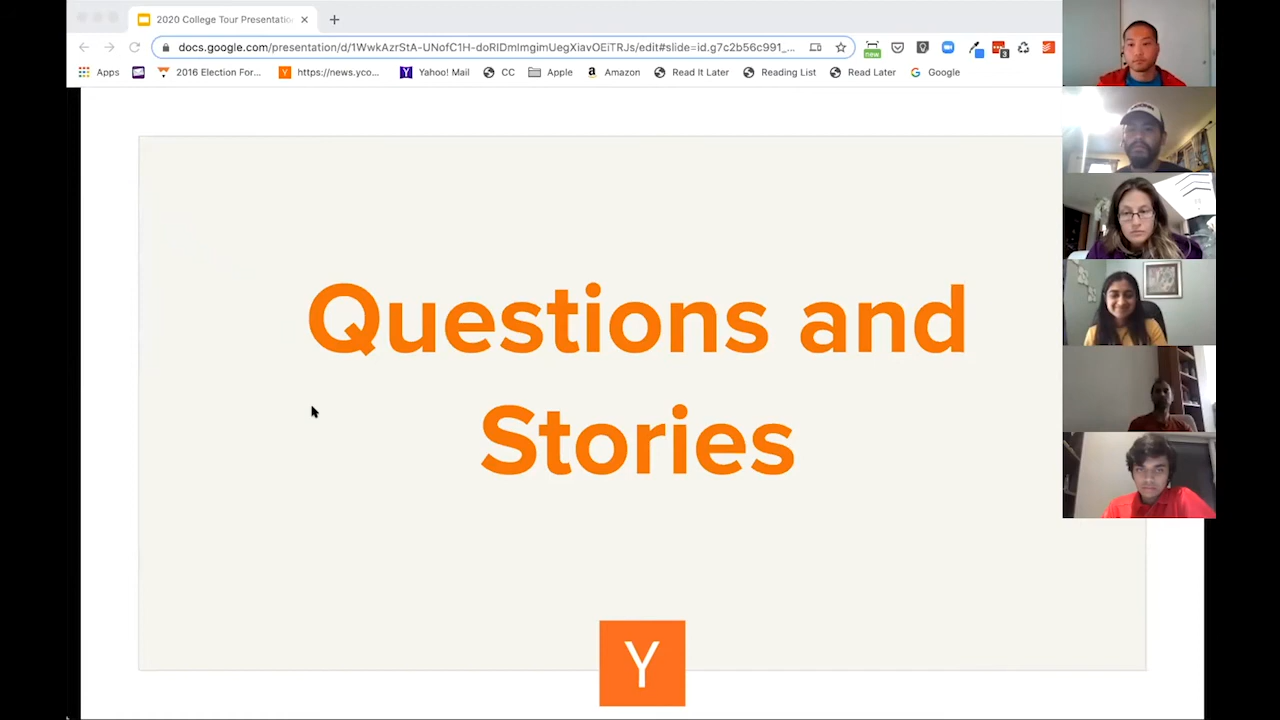 2020 College Tour Presentatio
docs.google.com/presentation/d/1WwkAzrStA-UNofC1H-doRIDmImgimUegXiavOEiTRJs/edit#slide=id.g7c2b56c991_...
new
3
Apps
2016 Election For...
https://news.yco...
Yahoo! Mail
CC
Apple
Amazon
Read It Later
Reading List
Read Later
Google
Questions and
Stories
Y